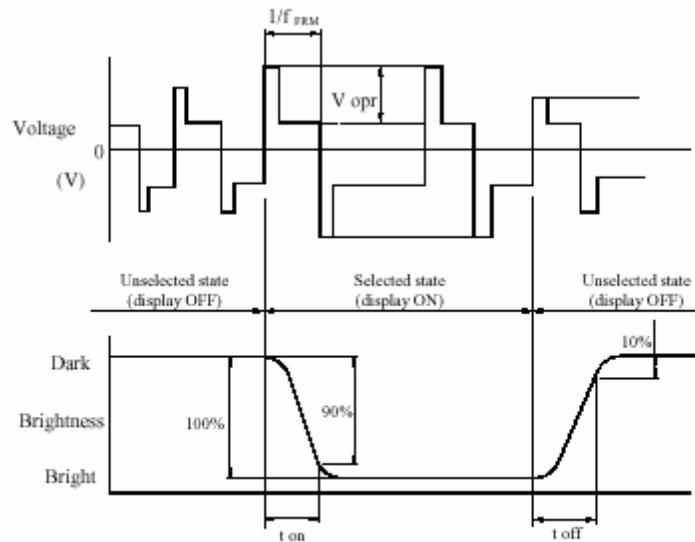 1/f FRM
V opr
Voltage
0
(V)
Unselected state
(display OFF)
Selected state
(display ON)
Unselected state
(display OFF)
10%
Dark
90%
100%
Brightness
Bright
t on
t off